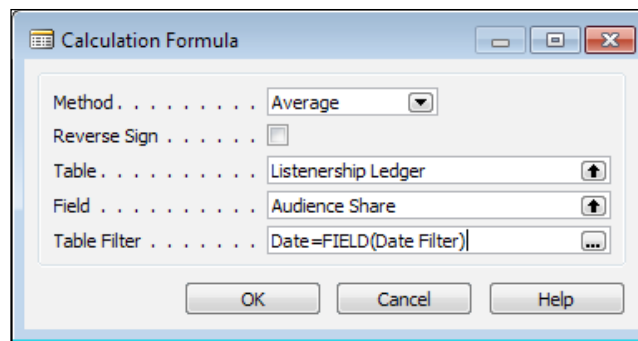 Calculation Formula
Method . . . . . . . . . Average
Reverse Sign . . . . . .
Table . . . . . . . . . . Listenership Ledger
Field . . . . . . . . . . Audience Share
Table Filter . . . . . . . Date=FIELD(Date Filter) ...
OK Cancel Help